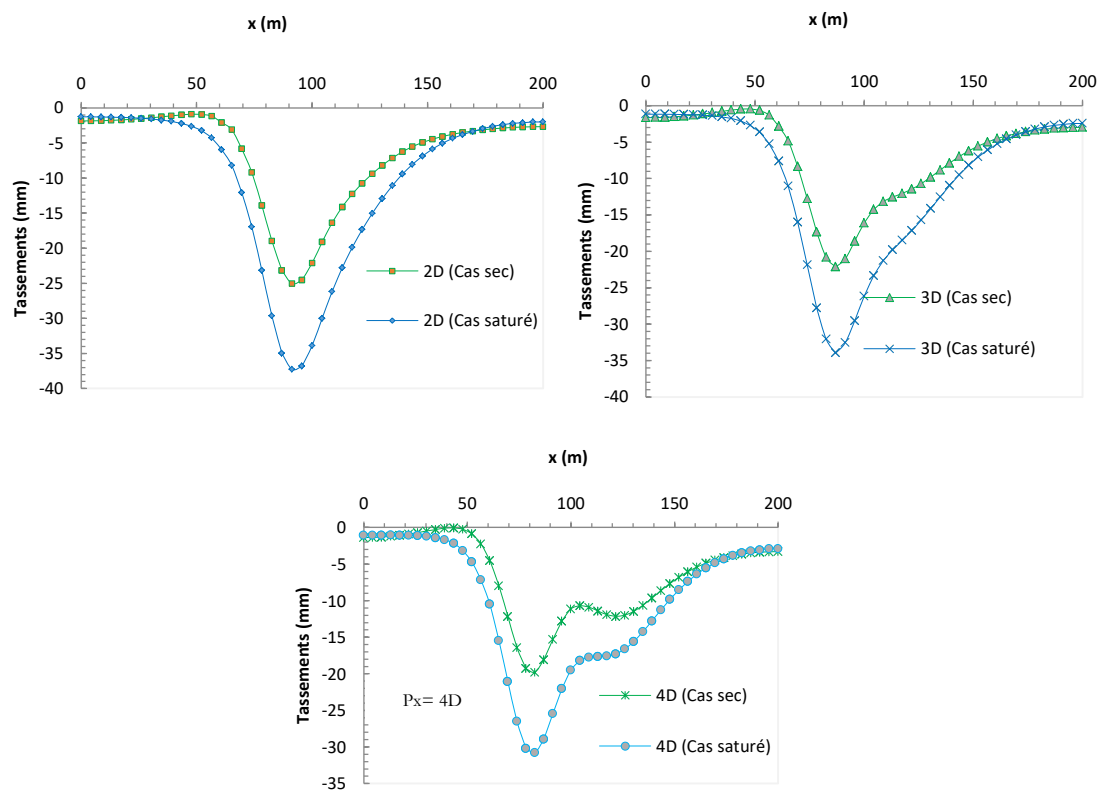 x (m)
0 50 100 150 200
0
-5
-10
-15
-20
-25
-30
-35
-40
Tassements (mm)
2D (Cas sec)
2D (Cas saturé)
x (m)
0 50 100 150 200
0
-5
-10
-15
-20
-25
-30
-35
-40
Tassements (mm)
3D (Cas sec)
3D (Cas saturé)
x (m)
0 50 100 150 200
0
-5
-10
-15
-20
-25
-30
-35
Tassements (mm)
Px= 4D
4D (Cas sec)
4D (Cas saturé)